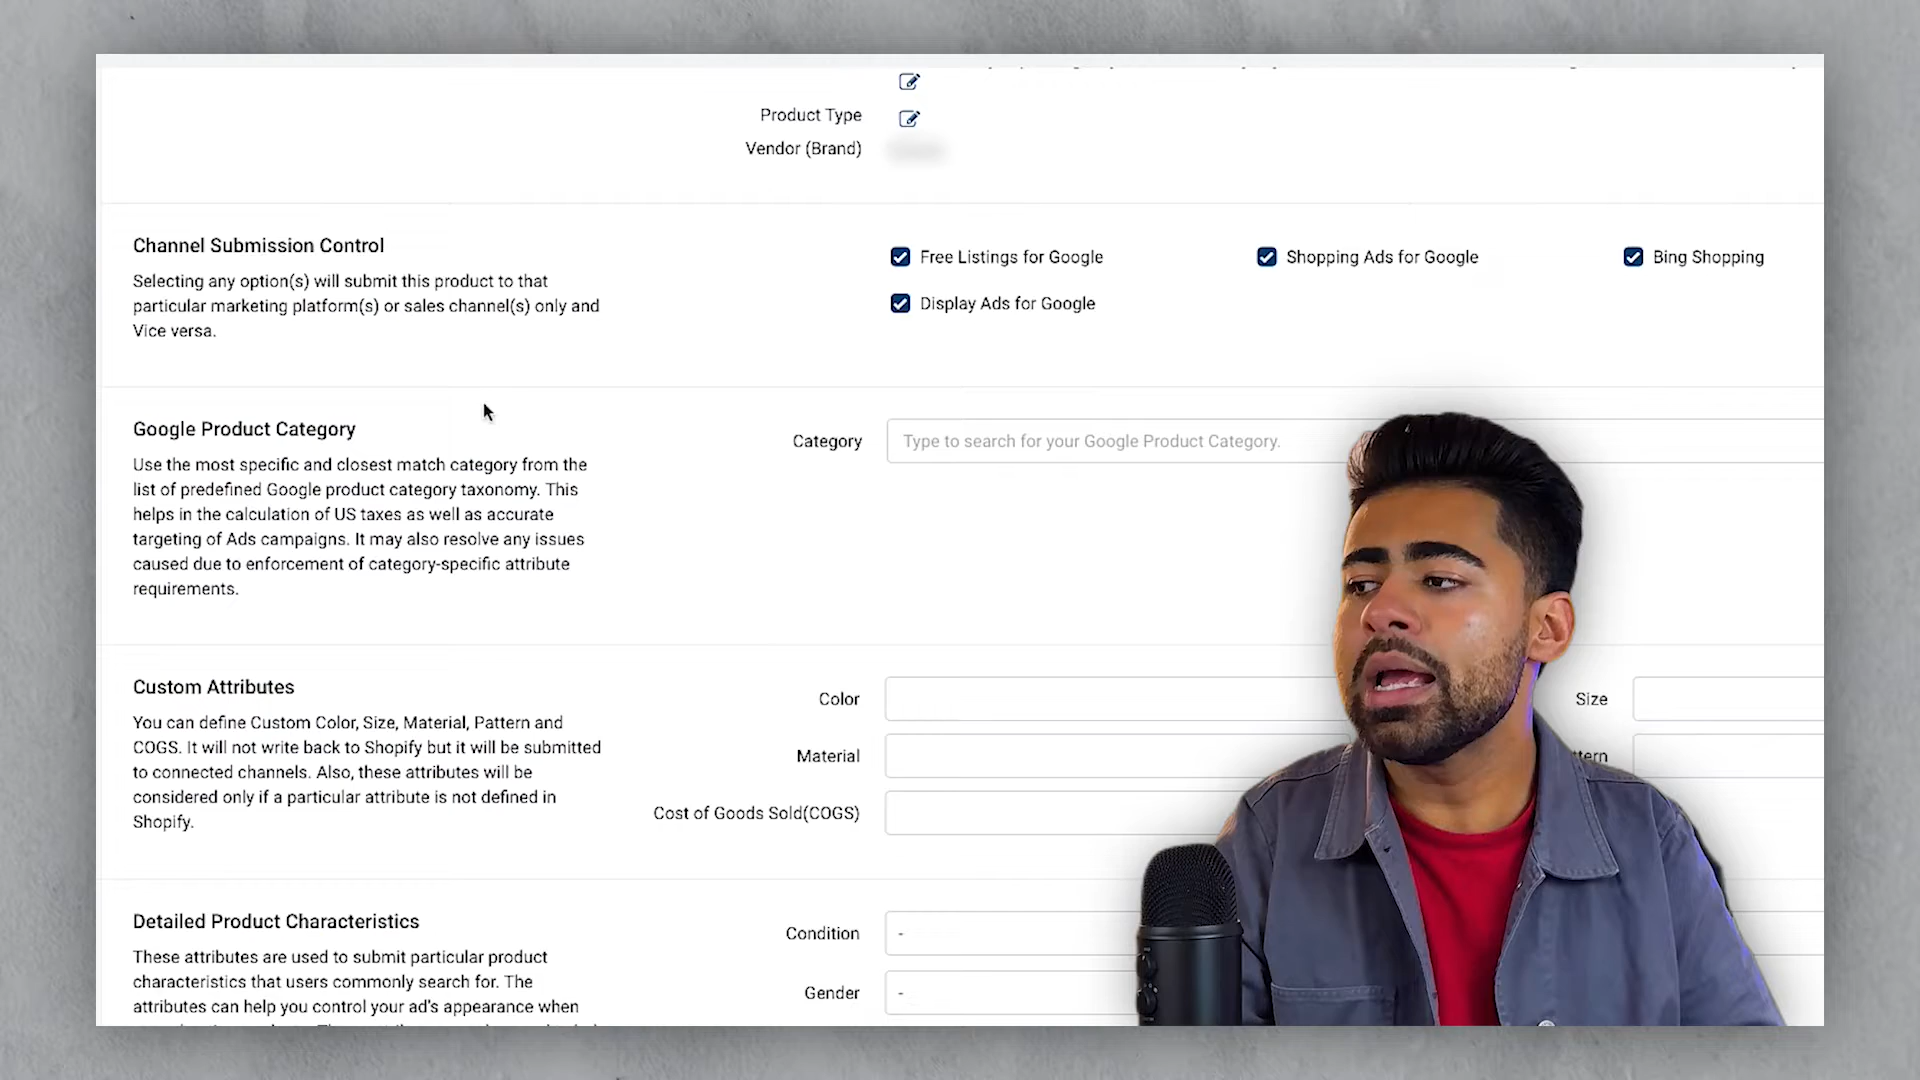 Product Type
Vendor (Brand)
Channel Submission Control
Selecting any option(s) will submit this product to that
particular marketing platform(s) or sales channel(s) only and
Vice versa.
Free Listings for Google
Shopping Ads for Google
Bing Shopping
Display Ads for Google
Google Product Category
Use the most specific and closest match category from the
list of predefined Google product category taxonomy. This
helps in the calculation of US taxes as well as accurate
targeting of Ads campaigns. It may also resolve any issues
caused due to enforcement of category-specific attribute
requirements.
Category
Type to search for your Google Product Category.
Custom Attributes
You can define Custom Color, Size, Material, Pattern and
COGS. It will not write back to Shopify but it will be submitted
to connected channels. Also, these attributes will be
considered only if a particular attribute is not defined in
Shopify.
Color
Size
Material
tern
Cost of Goods Sold(COGS)
Detailed Product Characteristics
These attributes are used to submit particular product
characteristics that users commonly search for. The
attributes can help you control your ad's appearance when
Condition
-
Gender
-